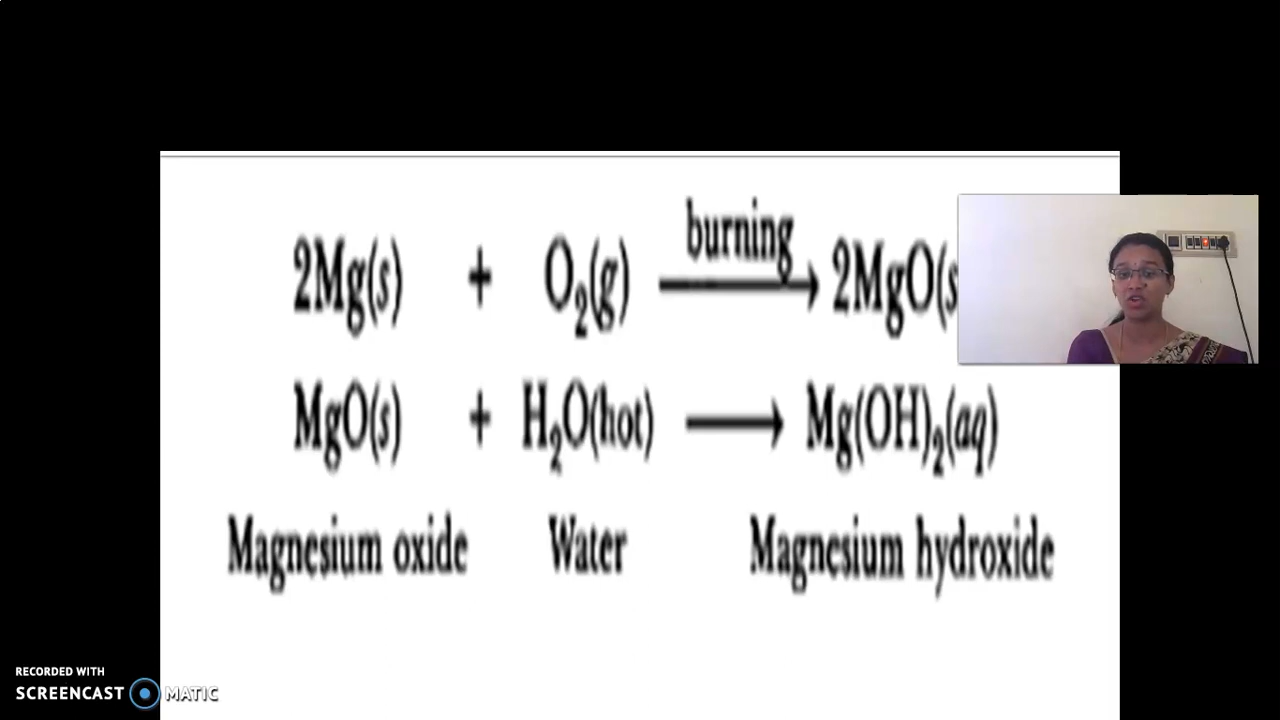 burning
2Mg(s) + O₂(g) ⟶ 2MgO(s
MgO(s) + H₂O(hot) ⟶ Mg(OH)₂(aq)
Magnesium oxide Water Magnesium hydroxide
RECORDED WITH
SCREENCAST MATIC